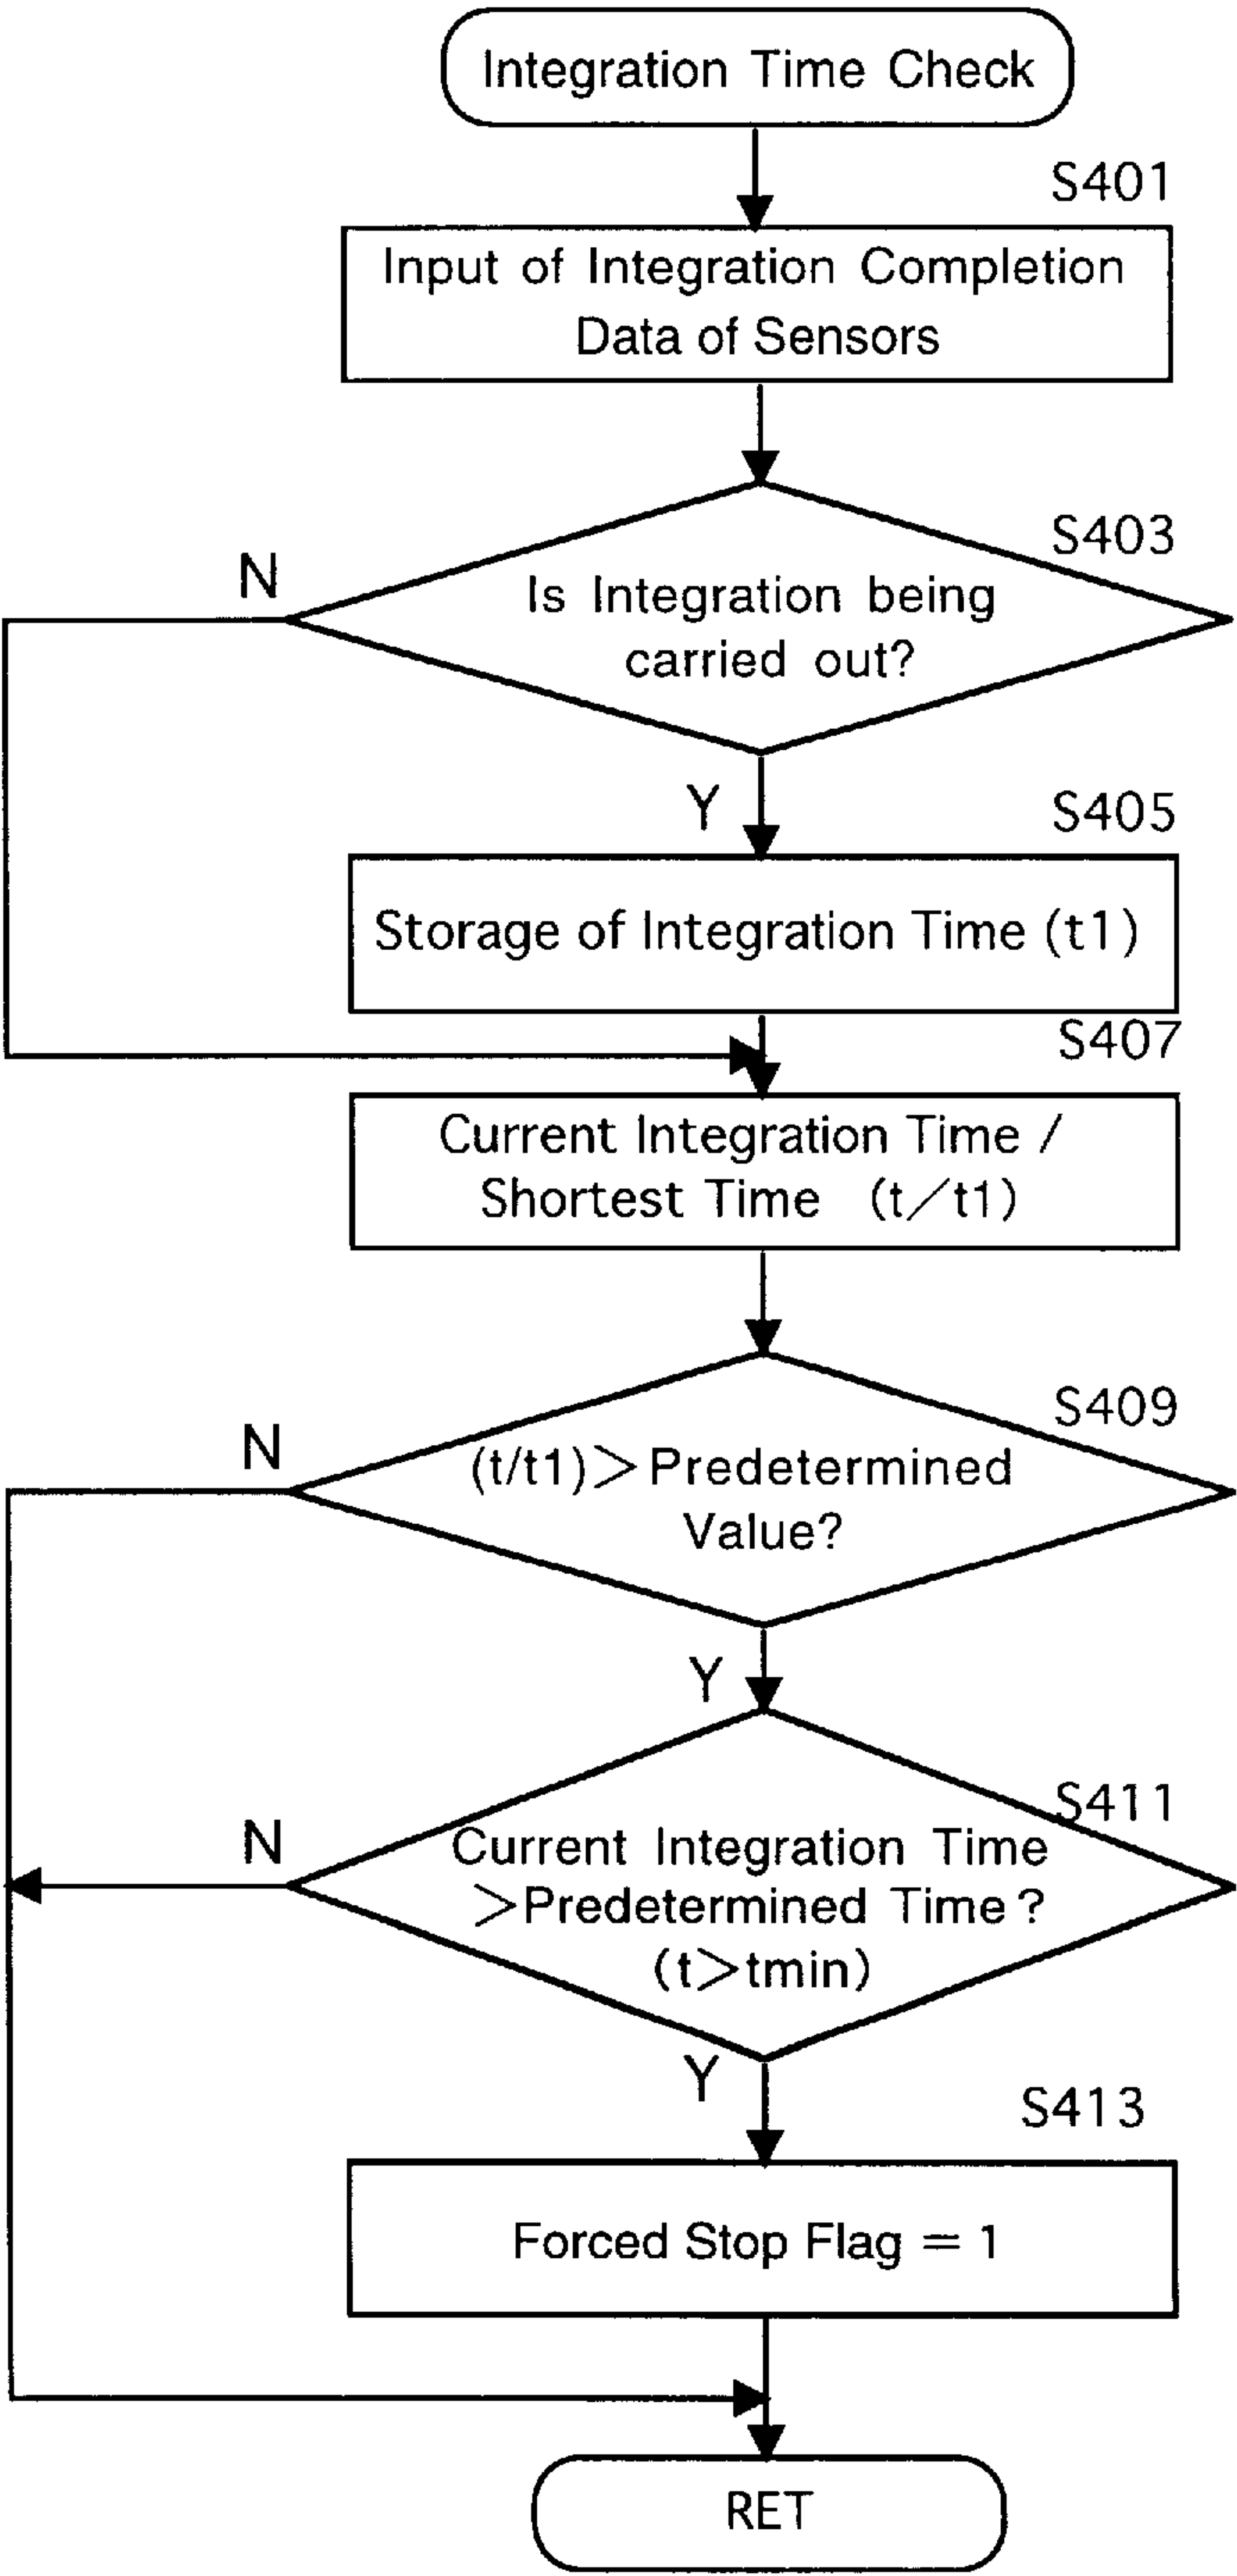 Integration Time Check
S401
Input of Integration Completion
Data of Sensors
S403
N
Is Integration being
carried out?
Y
S405
Storage of Integration Time (t1)
S407
Current Integration Time /
Shortest Time (t/t1)
S409
N
(t/t1)>Predetermined
Value?
Y
S411
N
Current Integration Time
>Predetermined Time?
(t>tmin)
Y
S413
Forced Stop Flag = 1
RET